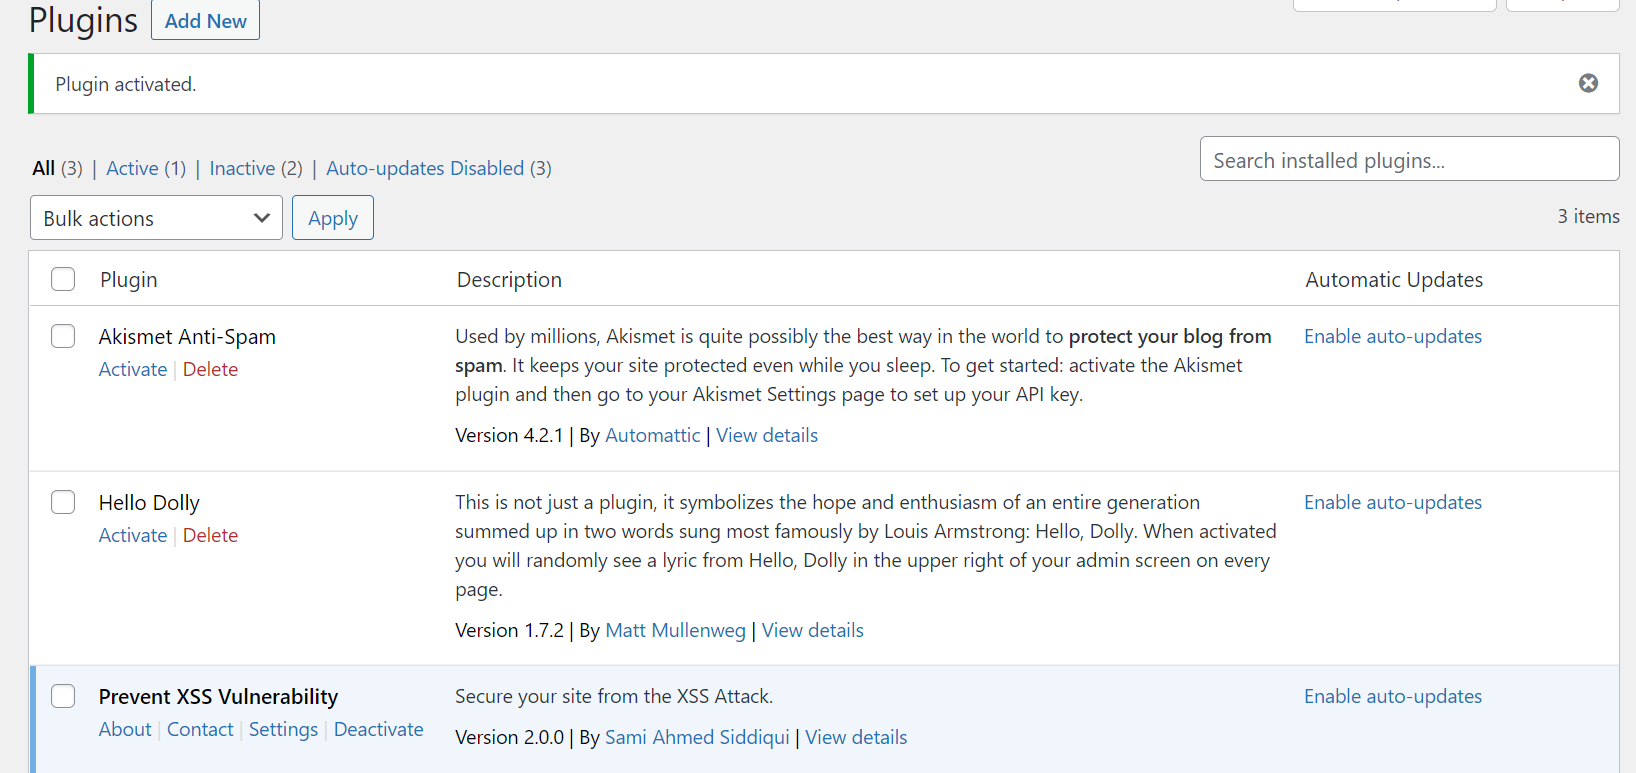 Plugins Add New
Plugin activated.
All (3) | Active (1) | Inactive (2) | Auto-updates Disabled (3)
Search installed plugins...
Bulk actions Apply
3 items
Plugin Description Automatic Updates
Akismet Anti-Spam
Activate | Delete
Used by millions, Akismet is quite possibly the best way in the world to protect your blog from
spam. It keeps your site protected even while you sleep. To get started: activate the Akismet
plugin and then go to your Akismet Settings page to set up your API key.
Version 4.2.1 | By Automattic | View details
Enable auto-updates
Hello Dolly
Activate | Delete
This is not just a plugin, it symbolizes the hope and enthusiasm of an entire generation
summed up in two words sung most famously by Louis Armstrong: Hello, Dolly. When activated
you will randomly see a lyric from Hello, Dolly in the upper right of your admin screen on every
page.
Version 1.7.2 | By Matt Mullenweg | View details
Enable auto-updates
Prevent XSS Vulnerability
About | Contact | Settings | Deactivate
Secure your site from the XSS Attack.
Version 2.0.0 | By Sami Ahmed Siddiqui | View details
Enable auto-updates